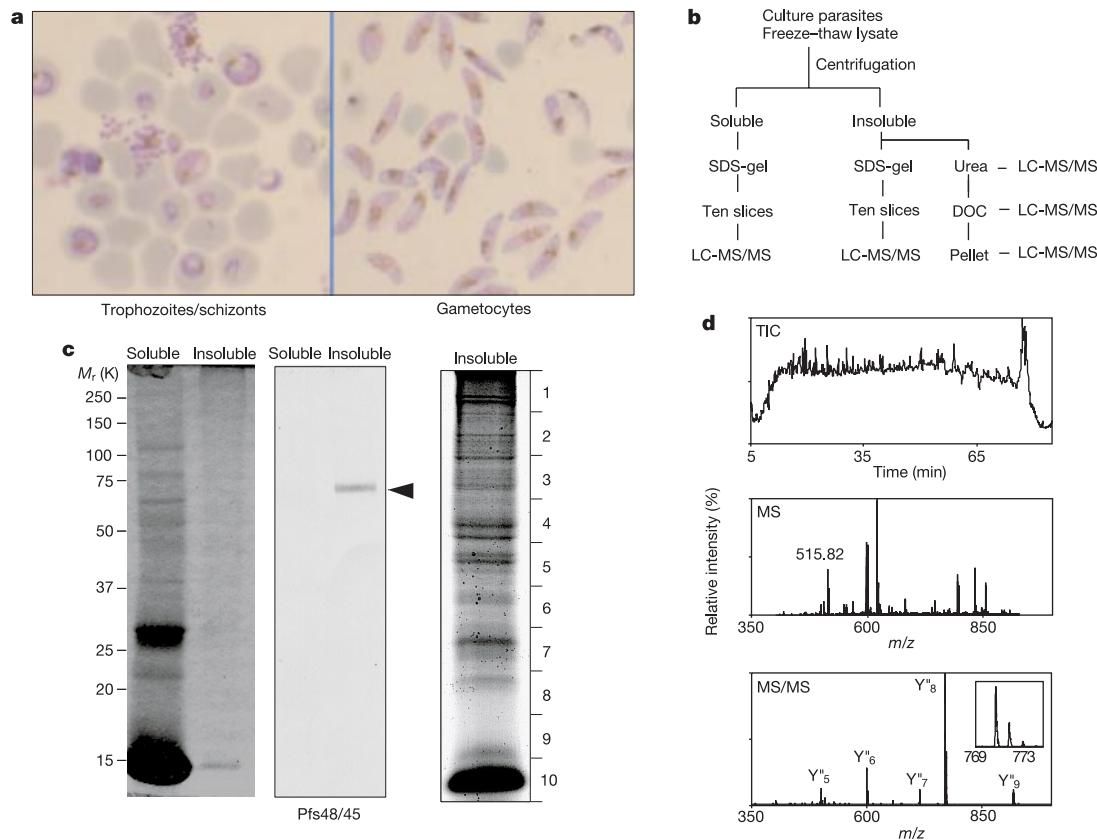 a
Trophozoites/schizonts
Gametocytes
b
Culture parasites
Freeze–thaw lysate
Centrifugation
Soluble
Insoluble
SDS-gel
SDS-gel
Urea – LC-MS/MS
Ten slices
Ten slices
DOC – LC-MS/MS
LC-MS/MS
LC-MS/MS
Pellet – LC-MS/MS
c
Soluble Insoluble
Soluble Insoluble
Insoluble
Mr (K)
250
150
100
75
50
37
25
20
15
Pfs48/45
1
2
3
4
5
6
7
8
9
10
d
TIC
5
35
65
Time (min)
Relative intensity (%)
MS
515.82
350
600
850
m/z
MS/MS
Y"5
Y"6
Y"7
Y"8
Y"9
769
773
350
600
850
m/z